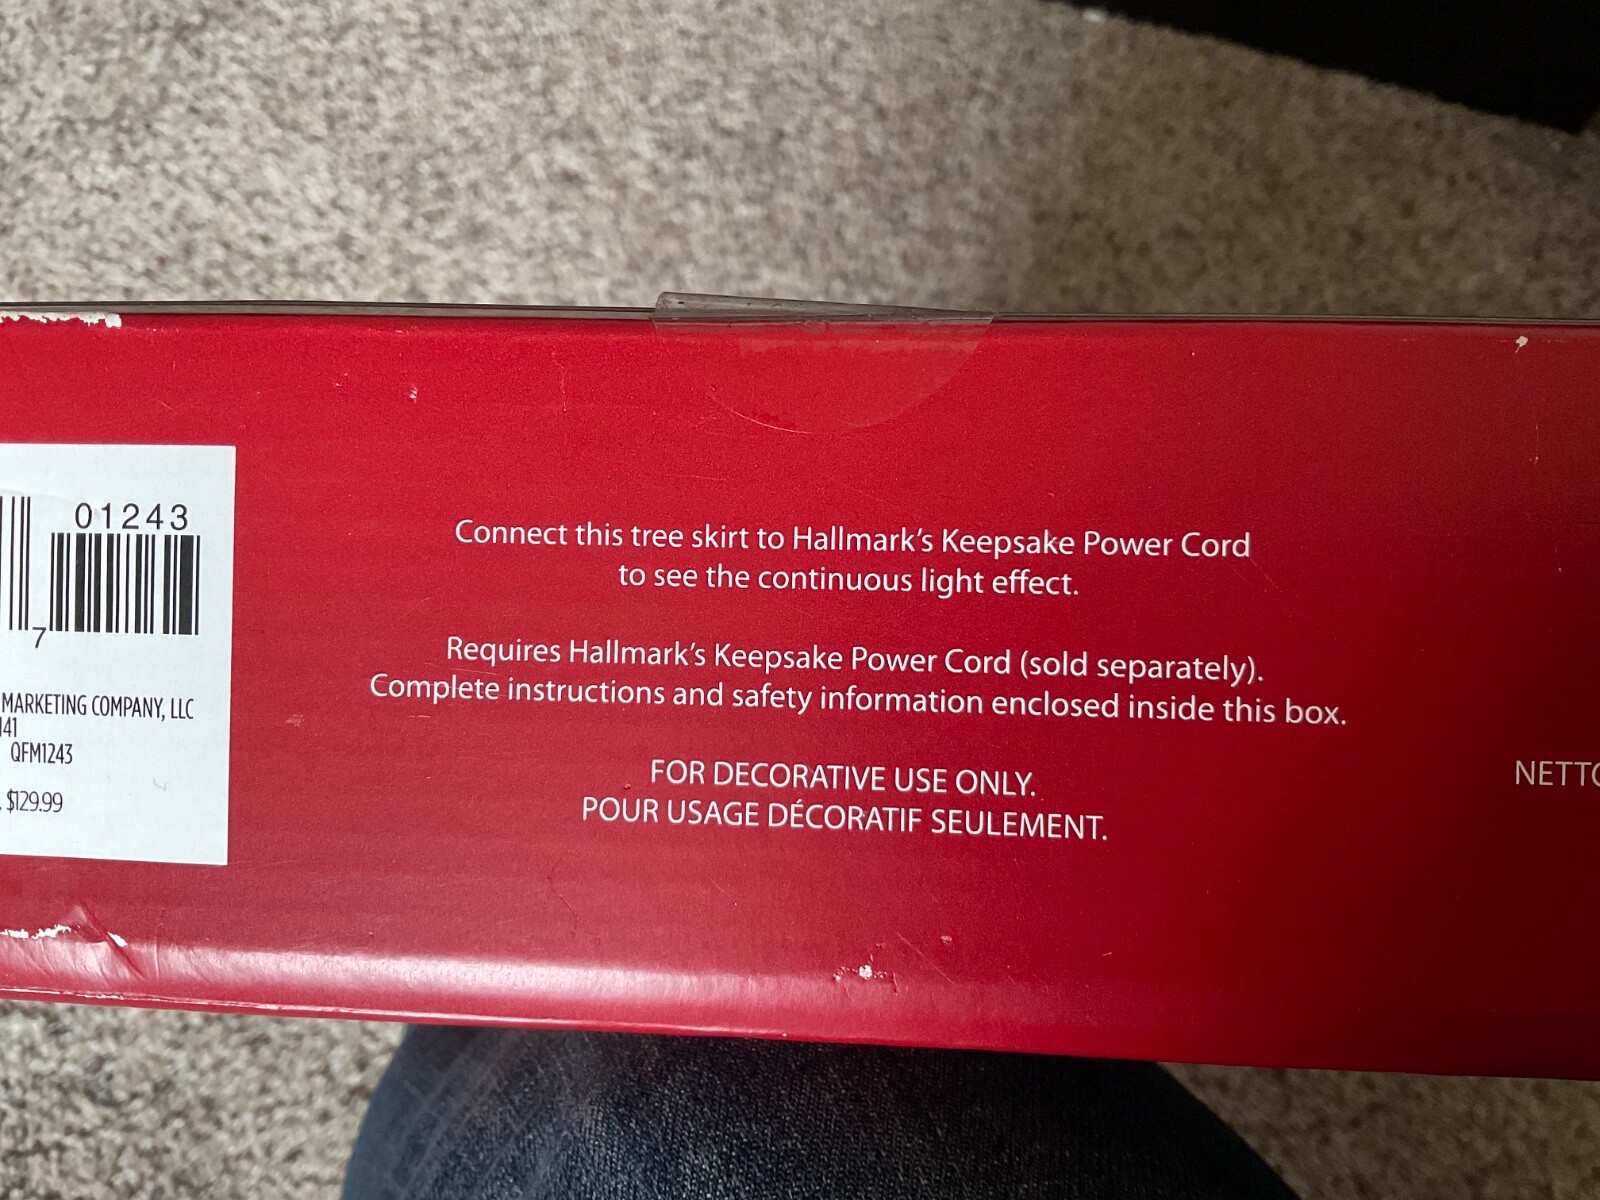 01243
7
MARKETING COMPANY, LLC
141
QFM1243
$129.99
Connect this tree skirt to Hallmark's Keepsake Power Cord
to see the continuous light effect.
Requires Hallmark's Keepsake Power Cord (sold separately).
Complete instructions and safety information enclosed inside this box.
FOR DECORATIVE USE ONLY.
POUR USAGE DÉCORATIF SEULEMENT.